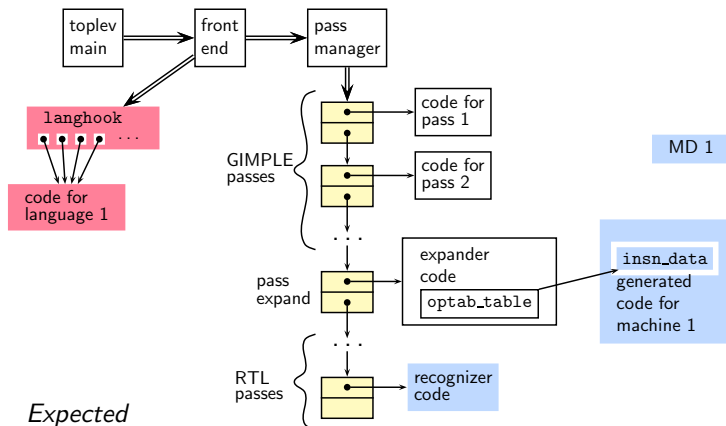 toplev
main
front
end
pass
manager
langhook
...
code for
language 1
GIMPLE
passes
code for
pass 1
code for
pass 2
MD 1
...
pass
expand
expander
code
optab_table
insn_data
generated
code for
machine 1
...
RTL
passes
recognizer
code
Expected